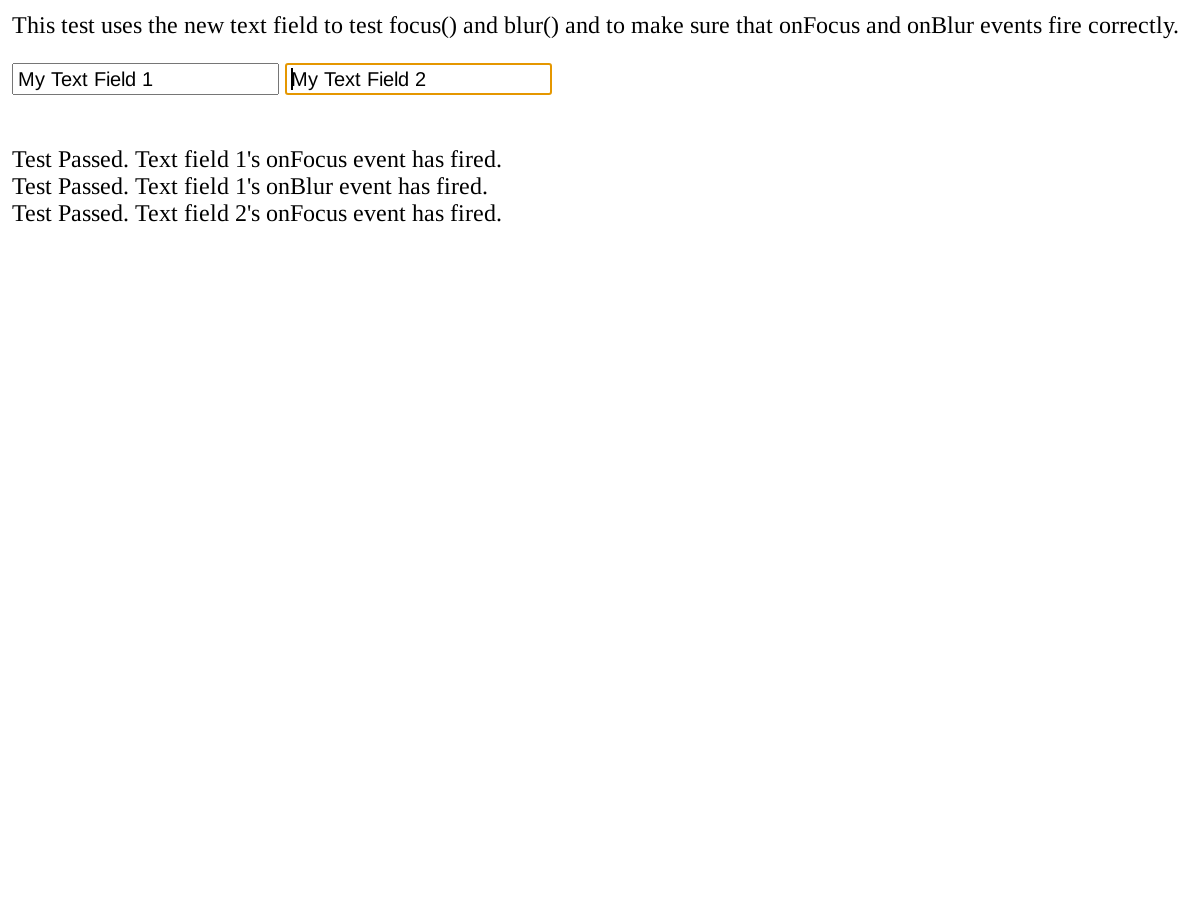 This test uses the new text field to test focus() and blur() and to make sure that onFocus and onBlur events fire correctly.
My Text Field 1 My Text Field 2
Test Passed. Text field 1's onFocus event has fired.
Test Passed. Text field 1's onBlur event has fired.
Test Passed. Text field 2's onFocus event has fired.